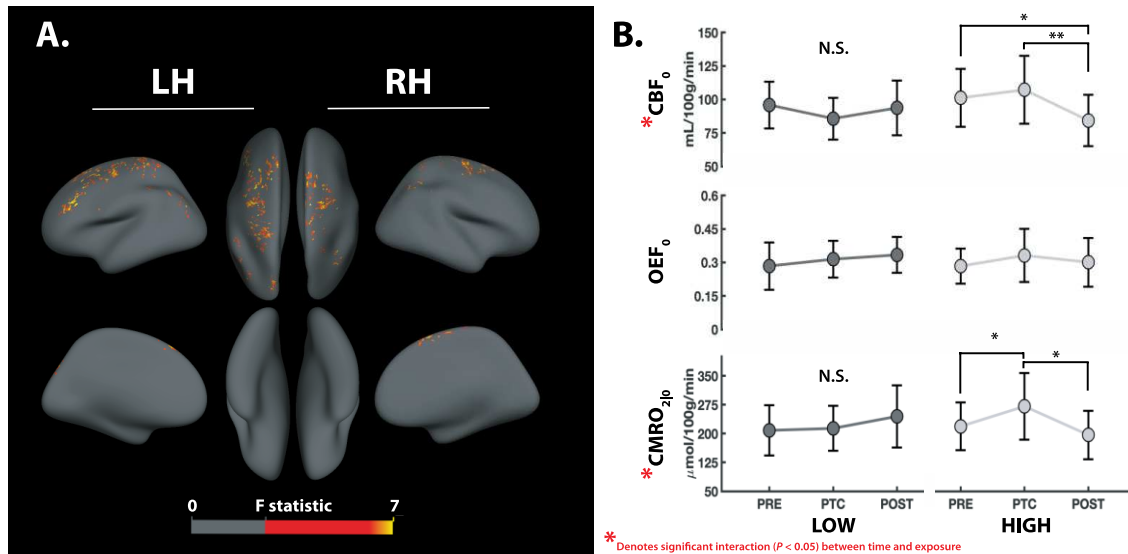 A.
LH RH
0 F statistic 7
B.
N.S.
*
**
*CBF₀
mL/100g/min
150
125
100
75
50
OEF₀
0.6
0.45
0.3
0.15
0
N.S.
*
*
*CMRO₂|₀
μmol/100g/min
350
275
200
125
50
PRE PTC POST PRE PTC POST
LOW HIGH
*Denotes significant interaction (P < 0.05) between time and exposure